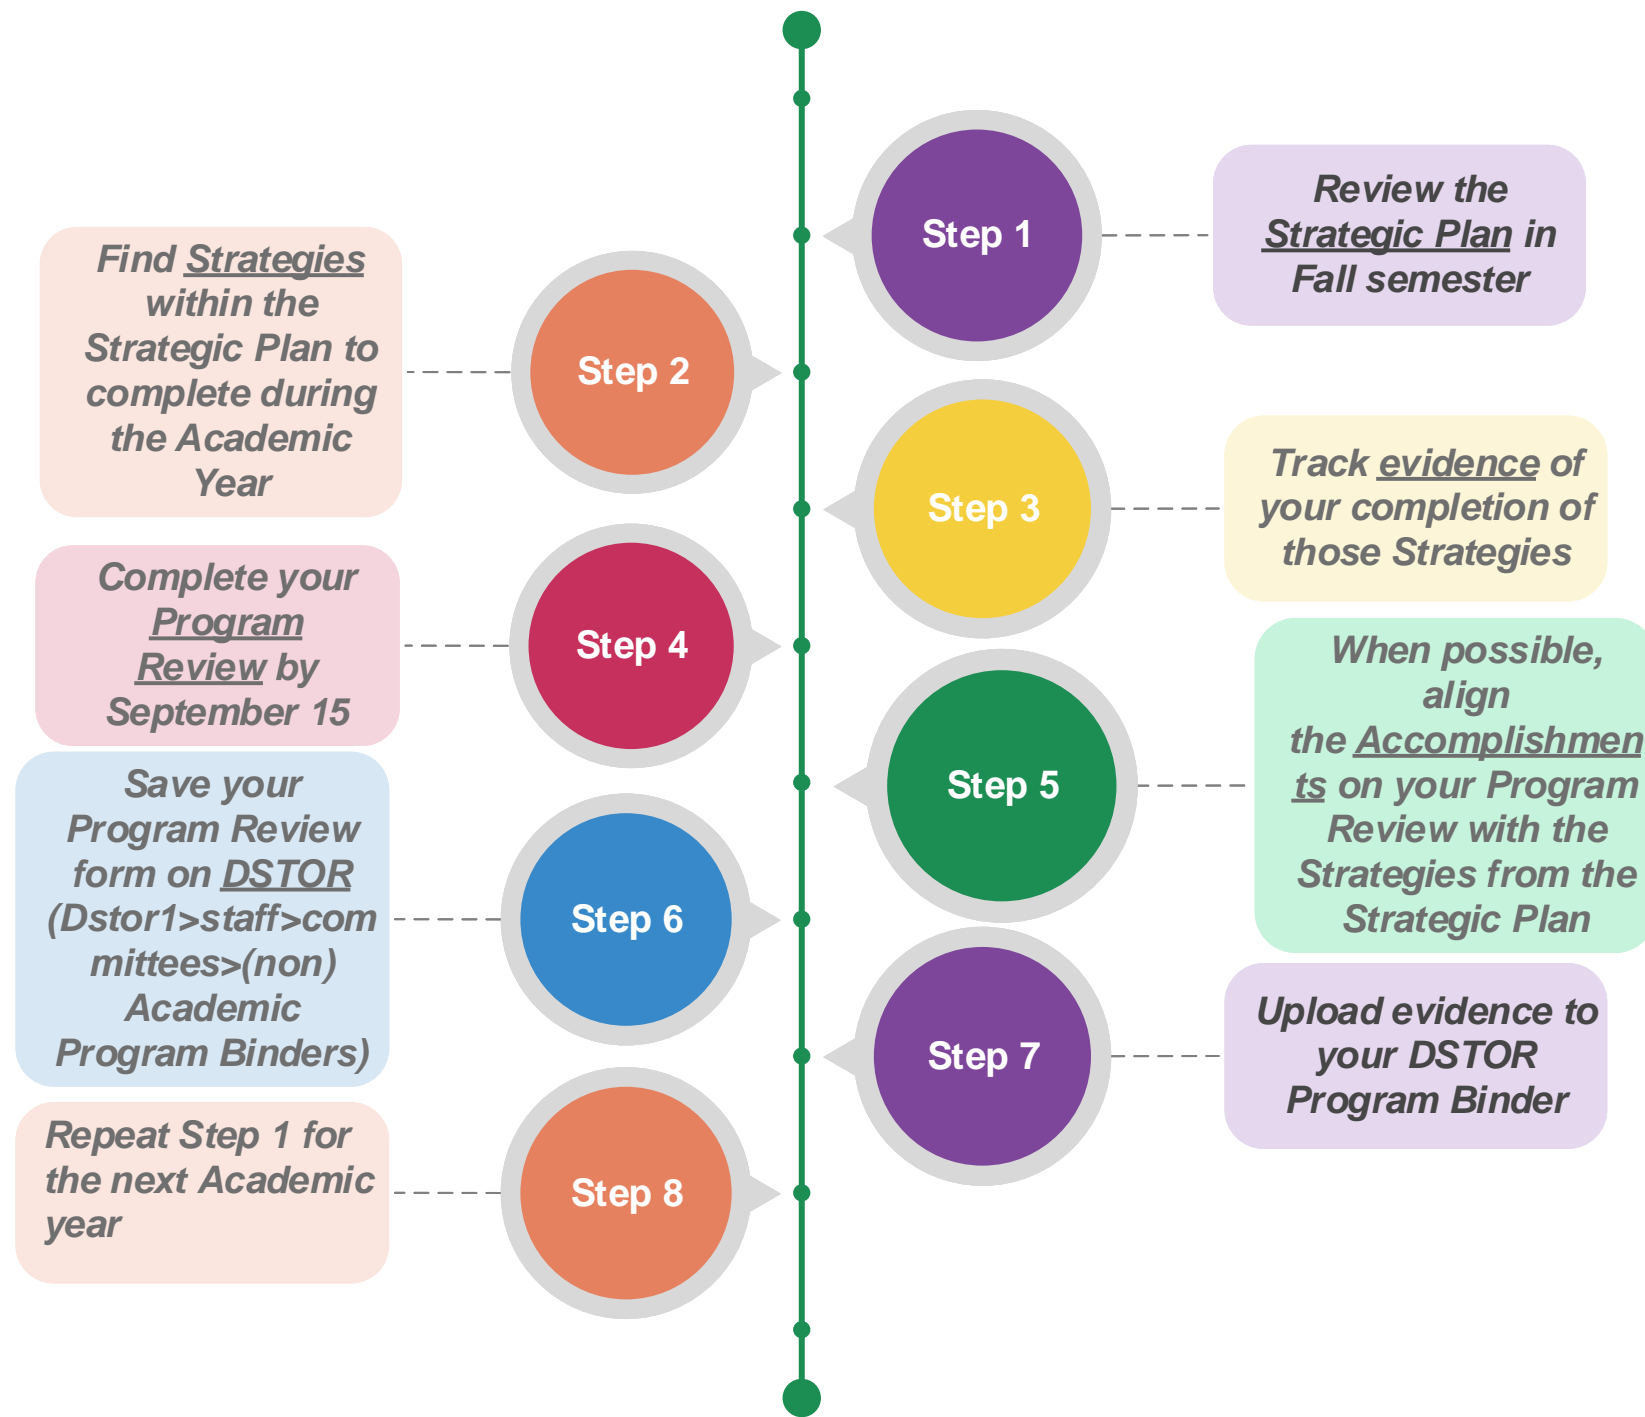 Step 1
Review the
Strategic Plan in
Fall semester
Find Strategies
within the
Strategic Plan to
complete during
the Academic
Year
Step 2
Step 3
Track evidence of
your completion of
those Strategies
Complete your
Program
Review by
September 15
Step 4
Step 5
When possible,
align
the Accomplishmen
ts on your Program
Review with the
Strategies from the
Strategic Plan
Save your
Program Review
form on DSTOR
(Dstor1>staff>com
mittees>(non)
Academic
Program Binders)
Step 6
Step 7
Upload evidence to
your DSTOR
Program Binder
Repeat Step 1 for
the next Academic
year
Step 8